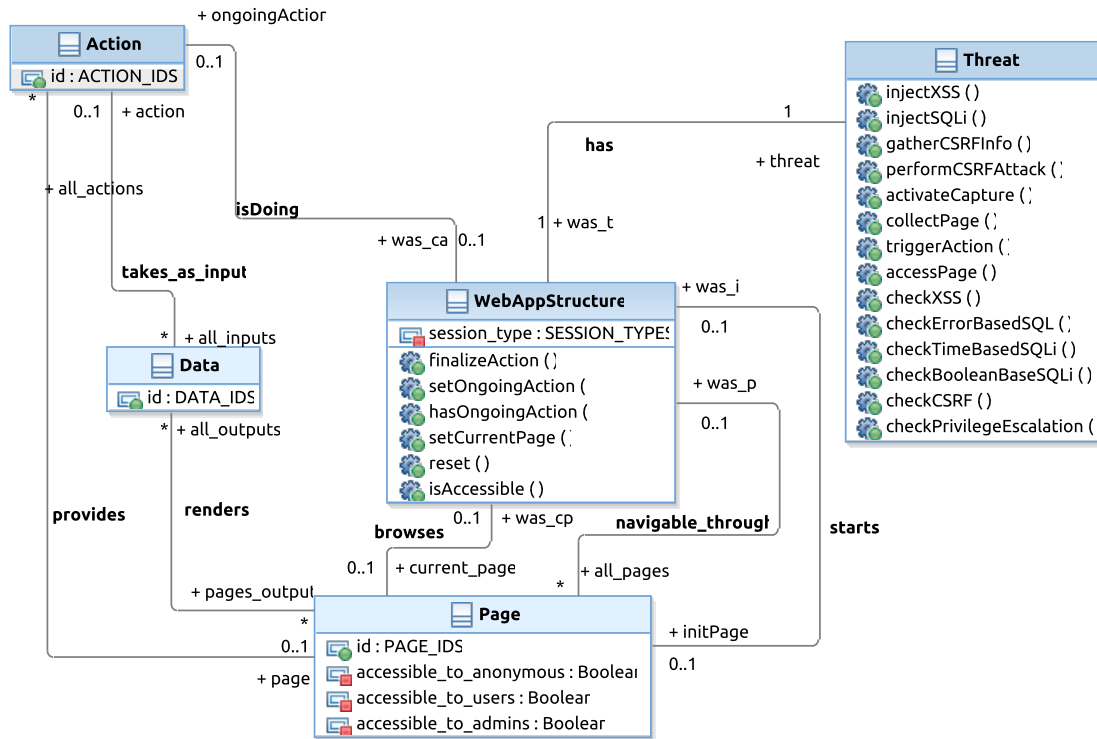 + ongoingActior
Action
0..1
id : ACTION_IDS
Threat
*
0..1
+ action
injectXSS ( )
1
injectSQLi ( )
has
gatherCSRFInfo ( )
+ threat
performCSRFAttack ( )
+ all_actions
activateCapture ( )
isDoing
collectPage ( )
1
+ was_t
+ was_ca
0..1
triggerAction ( )
takes_as_input
accessPage ( )
+ was_i
WebAppStructure
checkXSS ( )
0..1
session_type : SESSION_TYPES
checkErrorBasedSQL ( )
*
+ all_inputs
Data
finalizeAction ( )
checkTimeBasedSQLi ( )
setOngoingAction (
+ was_p
checkBooleanBaseSQLi ( )
id : DATA_IDS
hasOngoingAction (
0..1
checkCSRF ( )
*
+ all_outputs
setCurrentPage ( )
checkPrivilegeEscalation (
reset ( )
isAccessible ( )
provides
renders
0..1
+ was_cp
navigable_through
starts
browses
0..1
+ current_page
+ all_pages
*
+ pages_output
Page
*
+ initPage
0..1
id : PAGE_IDS
0..1
+ page
accessible_to_anonymous : Boolear
accessible_to_users : Boolear
accessible_to_admins : Boolear